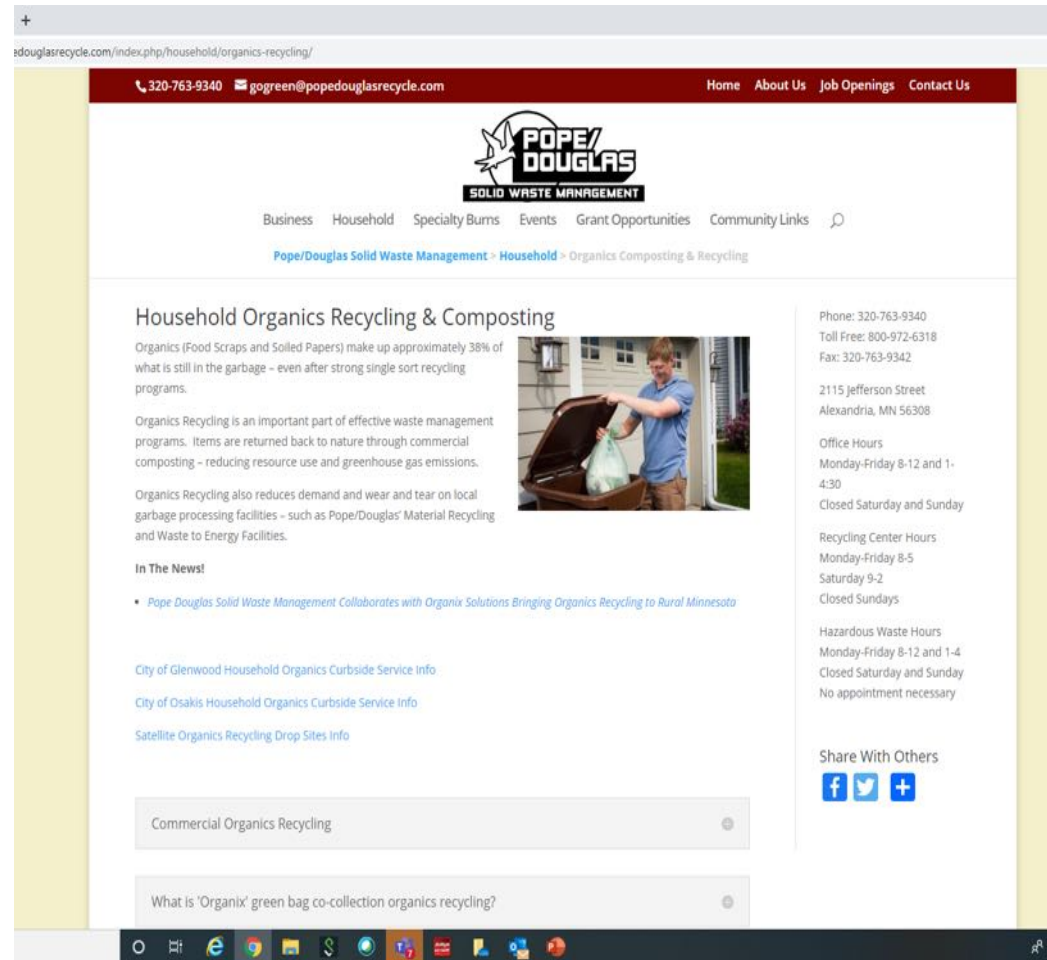 +
edouglasrecycle.com/index.php/household/organics-recycling/
320-763-9340 gogreen@popedouglasrecycle.com Home About Us Job Openings Contact Us
POPE/
DOUGLAS
SOLID WASTE MANAGEMENT
Business Household Specialty Burns Events Grant Opportunities Community Links
Pope/Douglas Solid Waste Management > Household > Organics Composting & Recycling
Household Organics Recycling & Composting
Organics (Food Scraps and Soiled Papers) make up approximately 38% of
what is still in the garbage – even after strong single sort recycling
programs.
Organics Recycling is an important part of effective waste management
programs. Items are returned back to nature through commercial
composting – reducing resource use and greenhouse gas emissions.
Organics Recycling also reduces demand and wear and tear on local
garbage processing facilities – such as Pope/Douglas' Material Recycling
and Waste to Energy Facilities.
In The News!
• Pope Douglas Solid Waste Management Collaborates with Organix Solutions Bringing Organics Recycling to Rural Minnesota
City of Glenwood Household Organics Curbside Service Info
City of Osakis Household Organics Curbside Service Info
Satellite Organics Recycling Drop Sites Info
Commercial Organics Recycling
What is 'Organix' green bag co-collection organics recycling?
Phone: 320-763-9340
Toll Free: 800-972-6318
Fax: 320-763-9342
2115 Jefferson Street
Alexandria, MN 56308
Office Hours
Monday-Friday 8-12 and 1-
4:30
Closed Saturday and Sunday
Recycling Center Hours
Monday-Friday 8-5
Saturday 9-2
Closed Sundays
Hazardous Waste Hours
Monday-Friday 8-12 and 1-4
Closed Saturday and Sunday
No appointment necessary
Share With Others